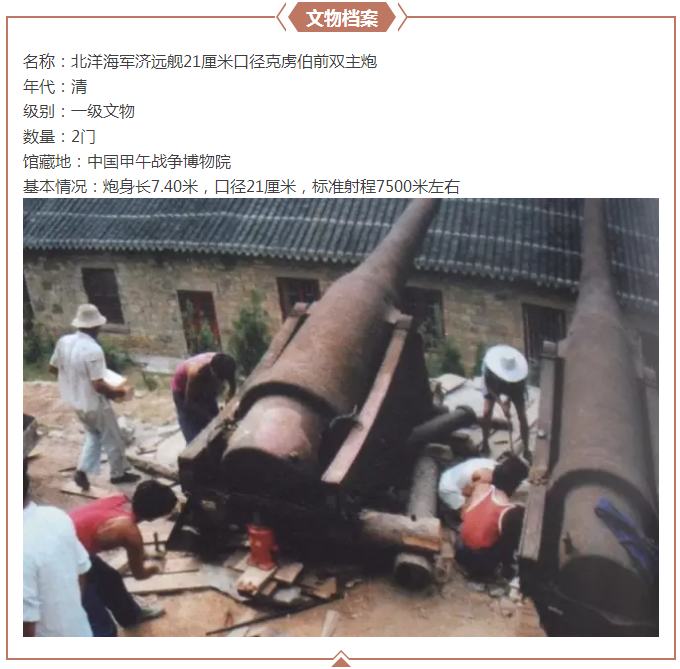 文物档案
名称：北洋海军济远舰21厘米口径克虏伯前双主炮
年代：清
级别：一级文物
数量：2门
馆藏地：中国甲午战争博物院
基本情况：炮身长7.40米，口径21厘米，标准射程7500米左右